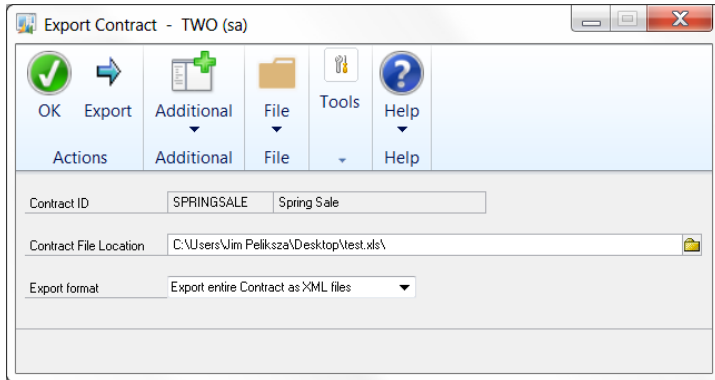 Export Contract - TWO (sa)
OK Export Additional File Tools Help
Actions Additional File Help
Contract ID SPRINGSALE Spring Sale
Contract File Location C:\Users\Jim Peliksza\Desktop\test.xls\
Export format Export entire Contract as XML files